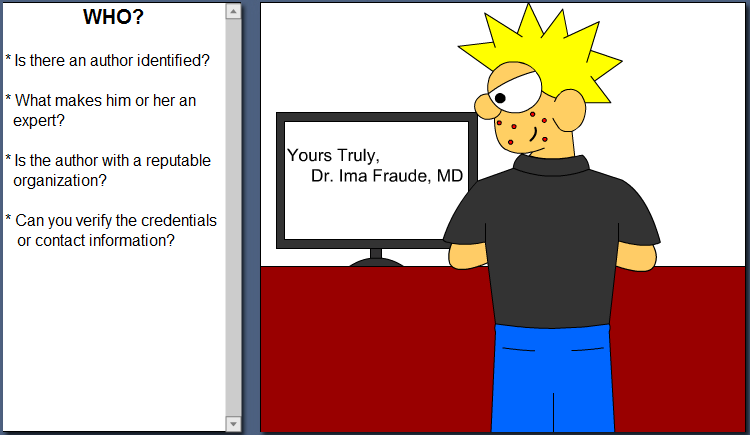 WHO?
* Is there an author identified?
* What makes him or her an
expert?
* Is the author with a reputable
organization?
* Can you verify the credentials
or contact information?
Yours Truly,
Dr. Ima Fraude, MD